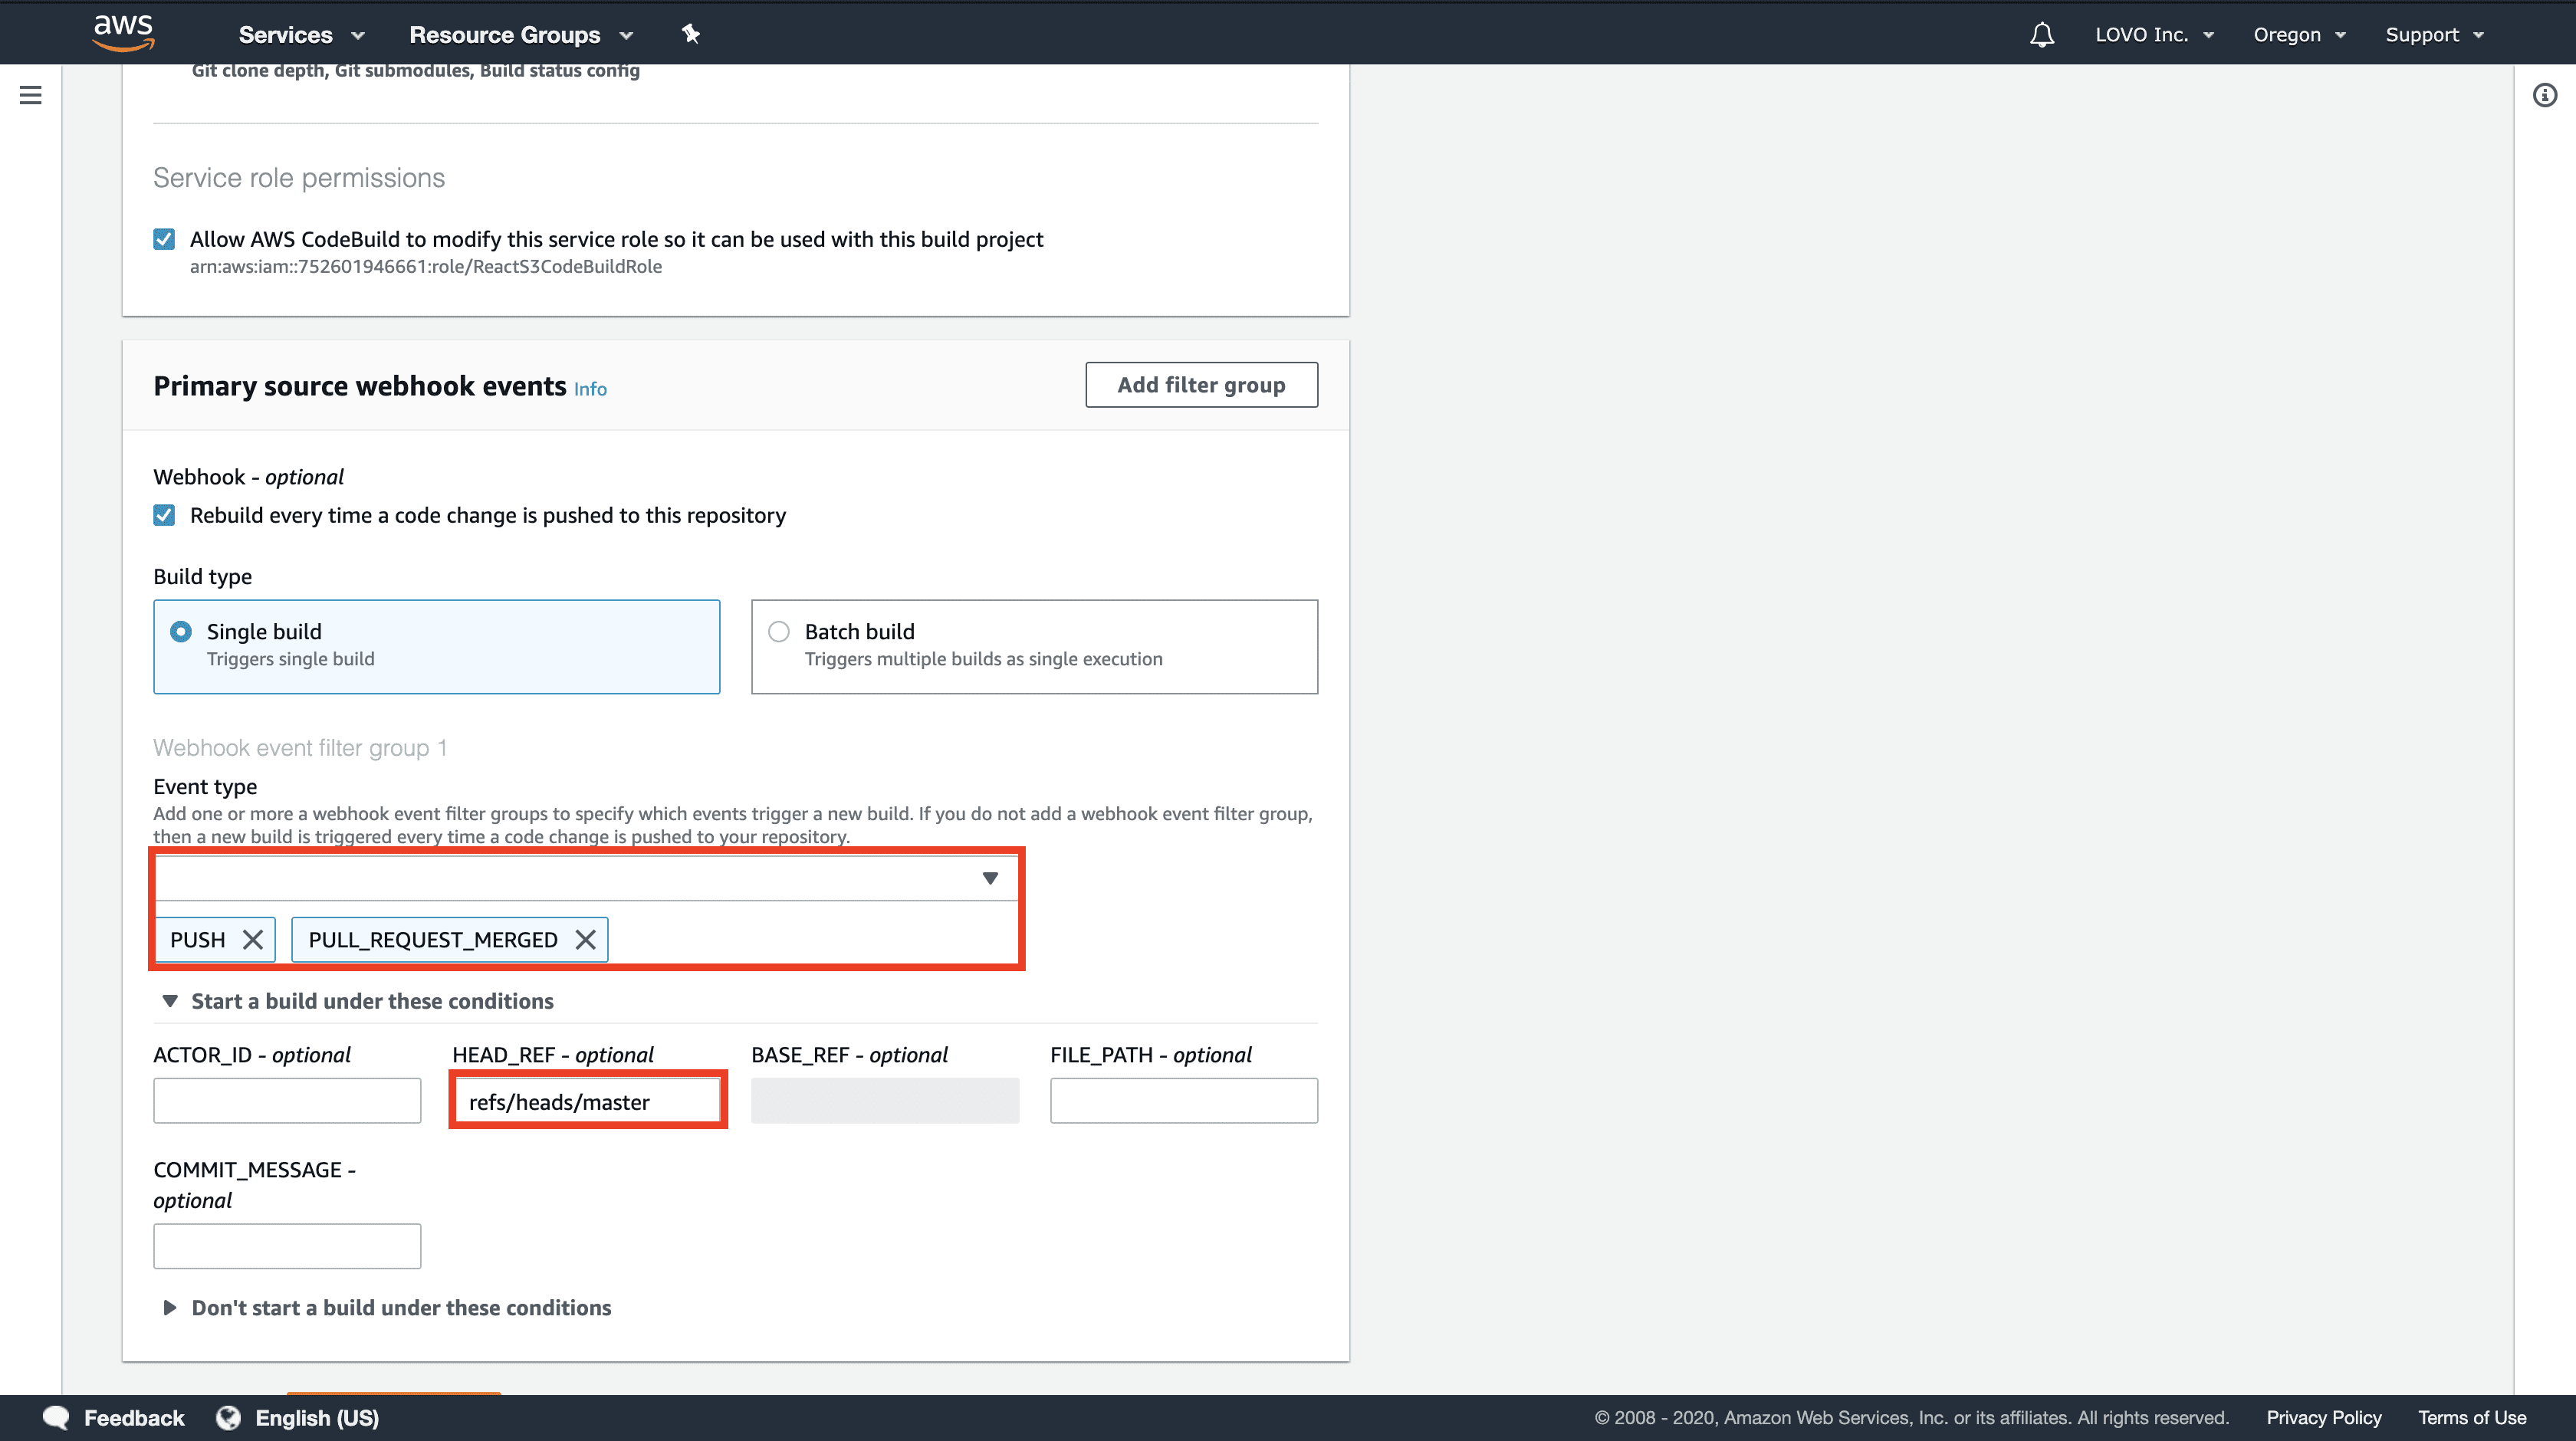 aws
Services
Resource Groups
LOVO Inc.
Oregon
Support
Git clone depth, Git submodules, Build status config
Service role permissions
Allow AWS CodeBuild to modify this service role so it can be used with this build project
arn:aws:iam::752601946661:role/ReactS3CodeBuildRole
Primary source webhook events Info
Add filter group
Webhook - optional
Rebuild every time a code change is pushed to this repository
Build type
Single build
Triggers single build
Batch build
Triggers multiple builds as single execution
Webhook event filter group 1
Event type
Add one or more a webhook event filter groups to specify which events trigger a new build. If you do not add a webhook event filter group,
then a new build is triggered every time a code change is pushed to your repository.
PUSH
PULL_REQUEST_MERGED
Start a build under these conditions
ACTOR_ID - optional
HEAD_REF - optional
BASE_REF - optional
FILE_PATH - optional
refs/heads/master
COMMIT_MESSAGE -
optional
Don't start a build under these conditions
Feedback
English (US)
© 2008 - 2020, Amazon Web Services, Inc. or its affiliates. All rights reserved.
Privacy Policy
Terms of Use